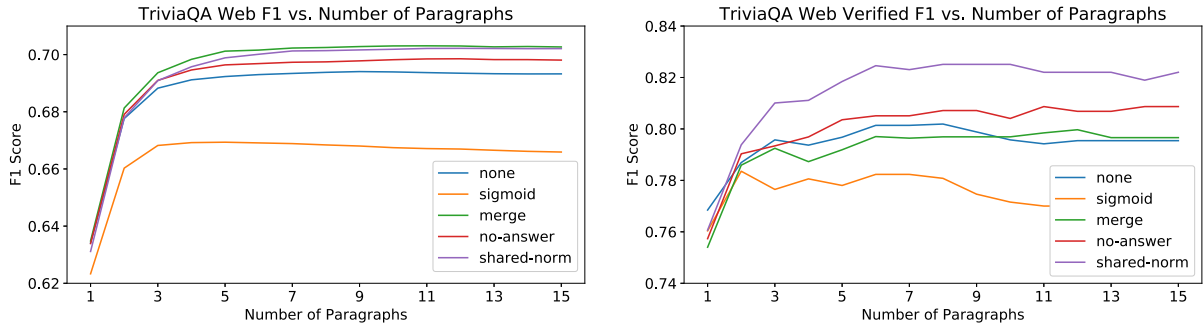 TriviaQA Web F1 vs. Number of Paragraphs
0.70
0.68
0.66
0.64
0.62
F1 Score
none
sigmoid
merge
no-answer
shared-norm
1 3 5 7 9 11 13 15
Number of Paragraphs
TriviaQA Web Verified F1 vs. Number of Paragraphs
0.84
0.82
0.80
0.78
0.76
0.74
F1 Score
none
sigmoid
merge
no-answer
shared-norm
1 3 5 7 9 11 13 15
Number of Paragraphs